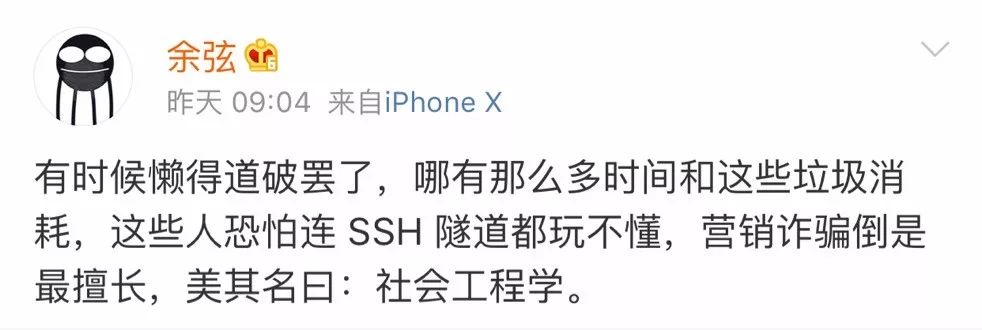 余弦
昨天 09:04 来自iPhone X
有时候懒得道破罢了，哪有那么多时间和这些垃圾消
耗，这些人恐怕连 SSH 隧道都玩不懂，营销诈骗倒是
最擅长，美其名曰：社会工程学。